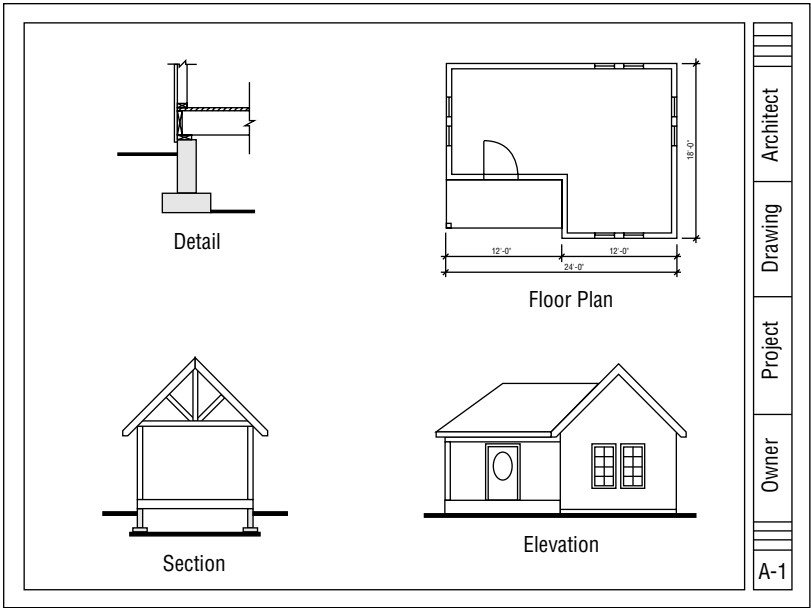 Detail
12'-0"
12'-0"
24'-0"
18'-0"
Floor Plan
Section
Elevation
Architect
Drawing
Project
Owner
A-1